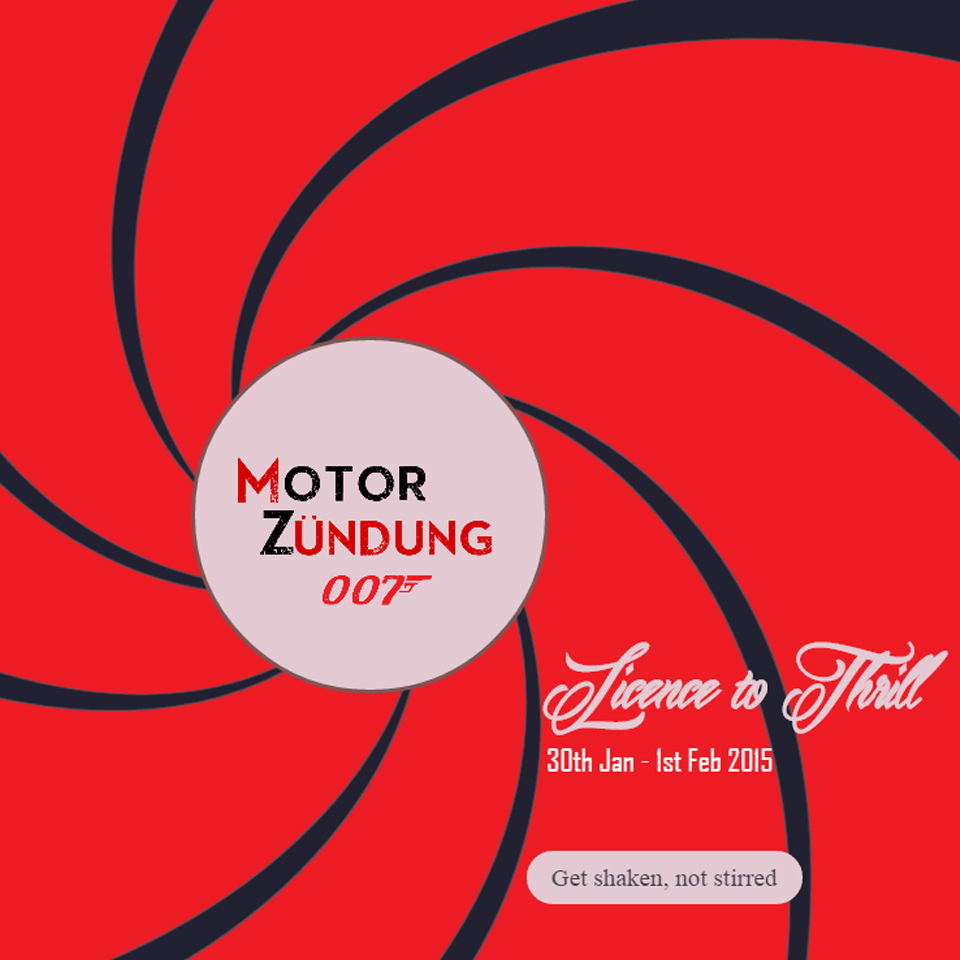 MOTOR
ZÜNDUNG
007
Licence to Thrill
30th Jan - 1st Feb 2015
Get shaken, not stirred